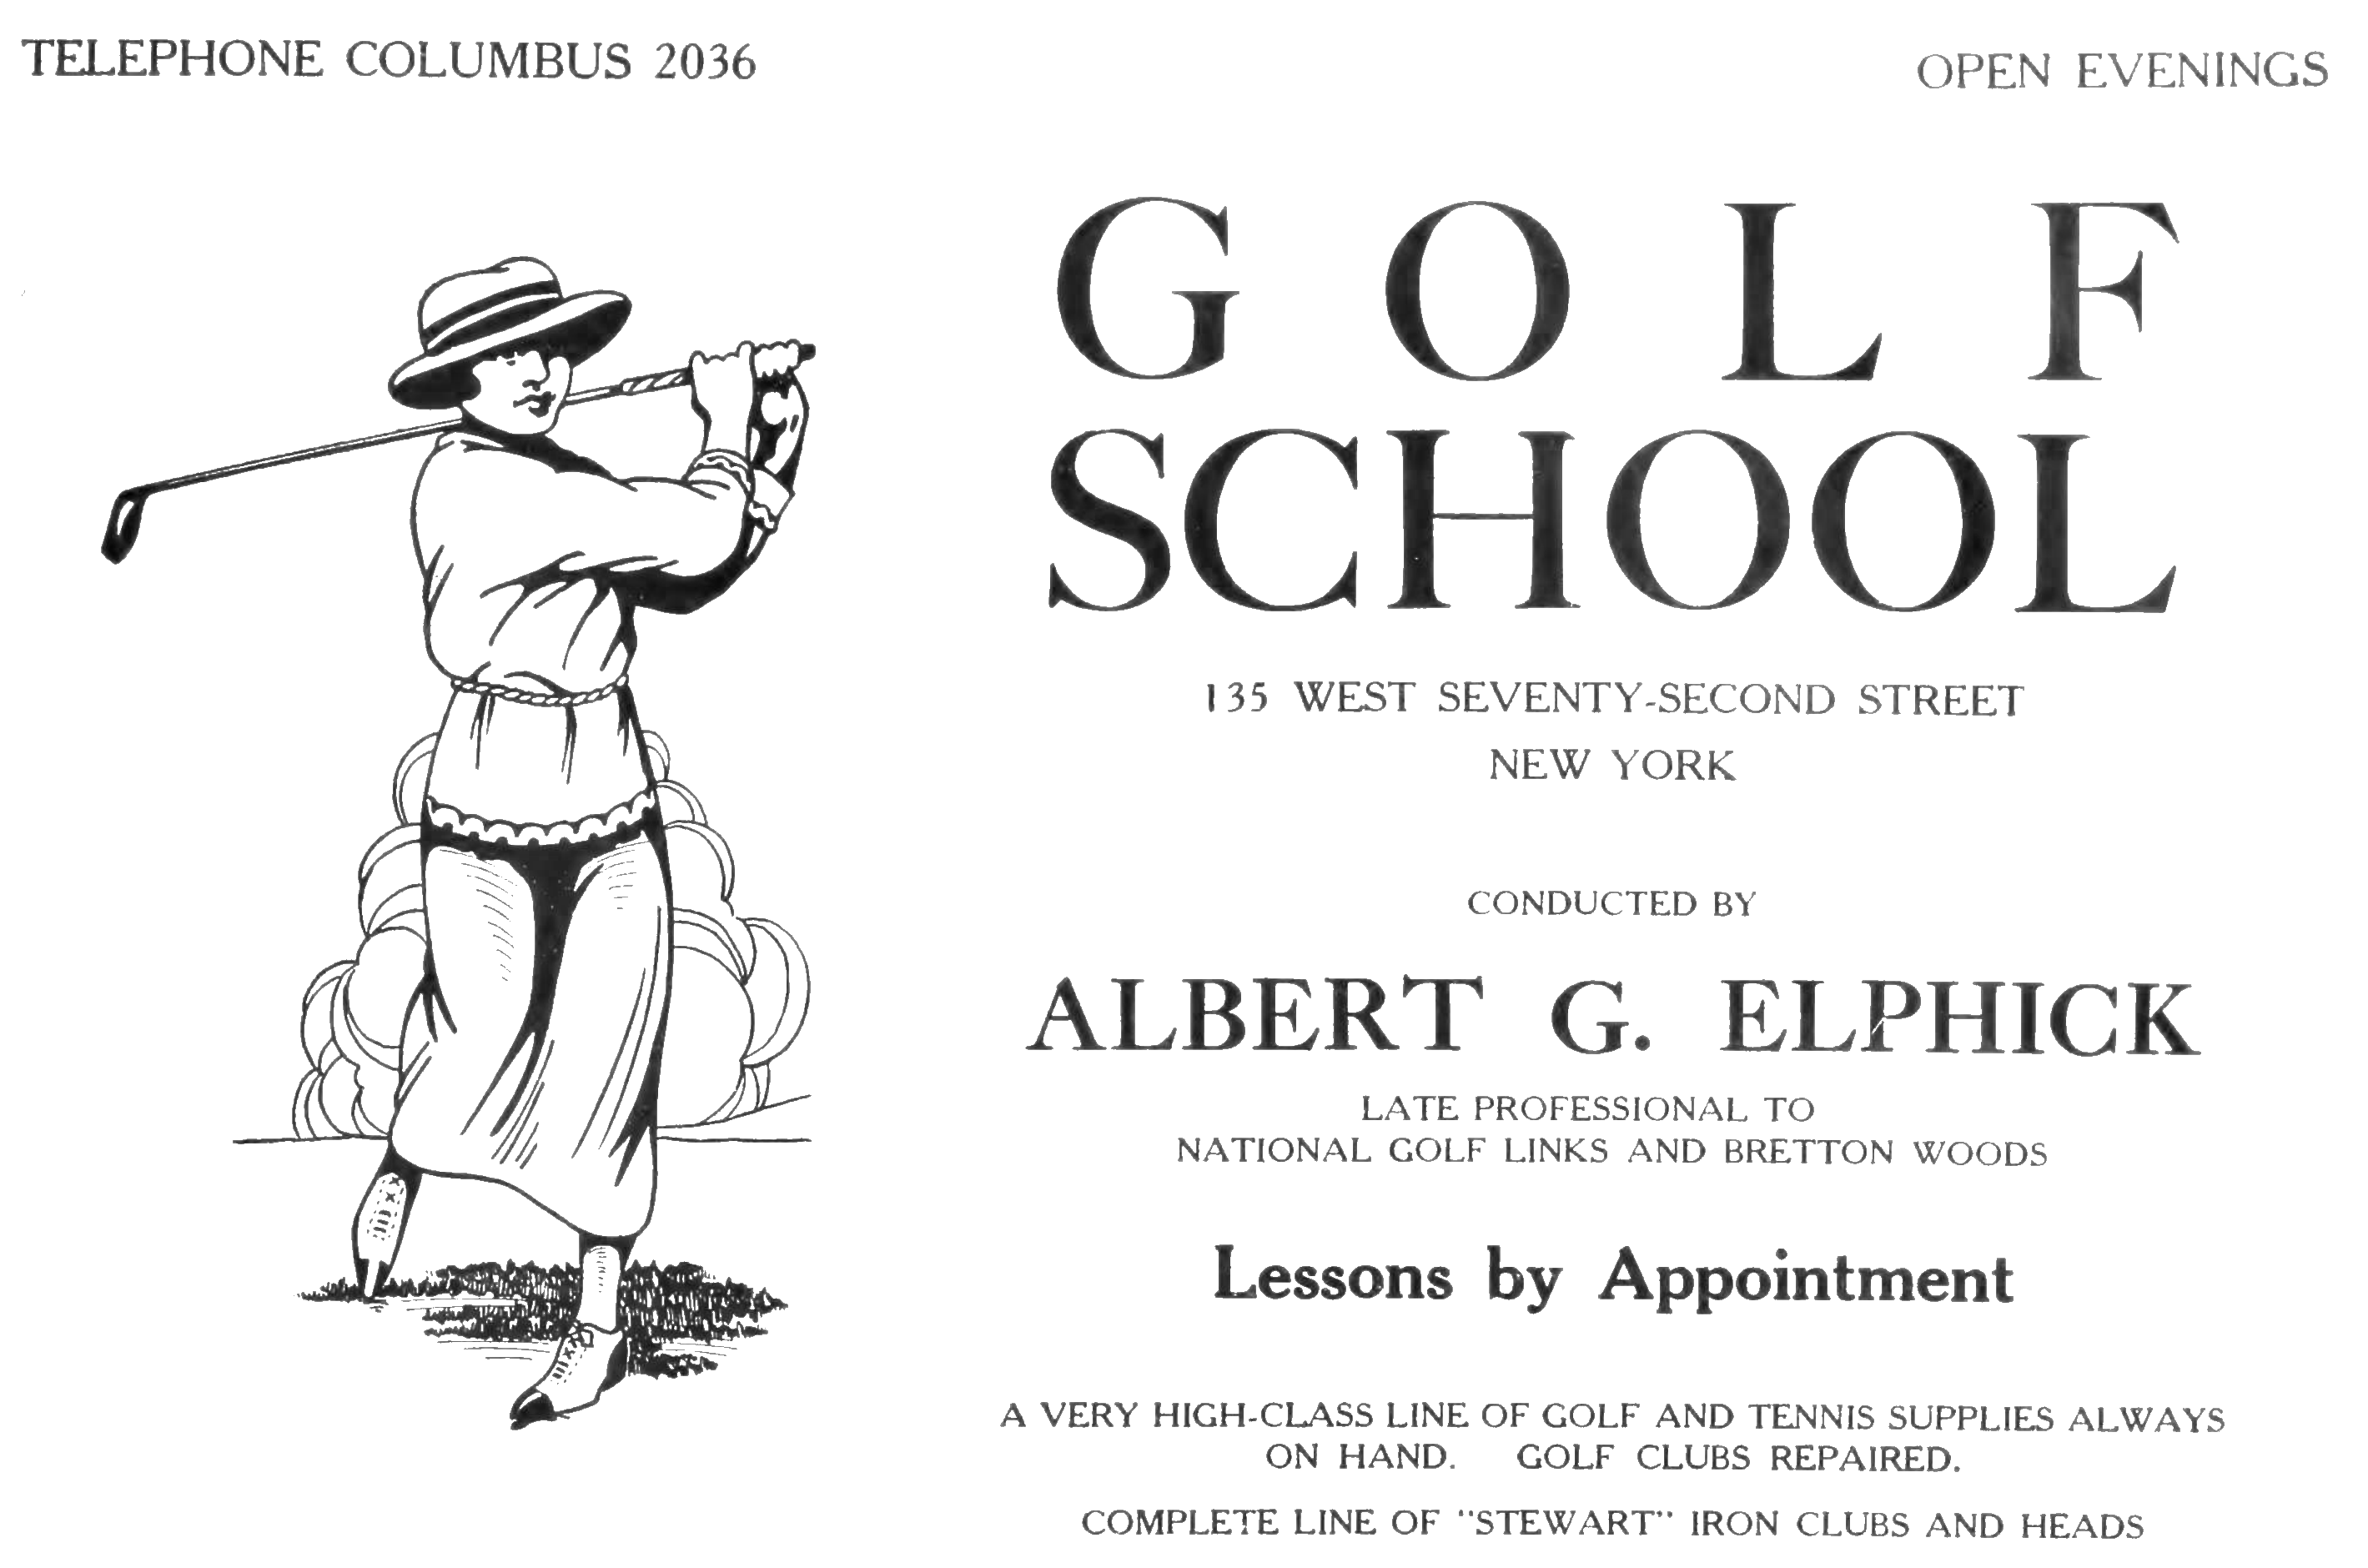 TELEPHONE COLUMBUS 2036
OPEN EVENINGS
GOLF
SCHOOL
135 WEST SEVENTY-SECOND STREET
NEW YORK
CONDUCTED BY
ALBERT G. ELPHICK
LATE PROFESSIONAL TO
NATIONAL GOLF LINKS AND BRETTON WOODS
Lessons by Appointment
A VERY HIGH-CLASS LINE OF GOLF AND TENNIS SUPPLIES ALWAYS
ON HAND. GOLF CLUBS REPAIRED.
COMPLETE LINE OF "STEWART" IRON CLUBS AND HEADS